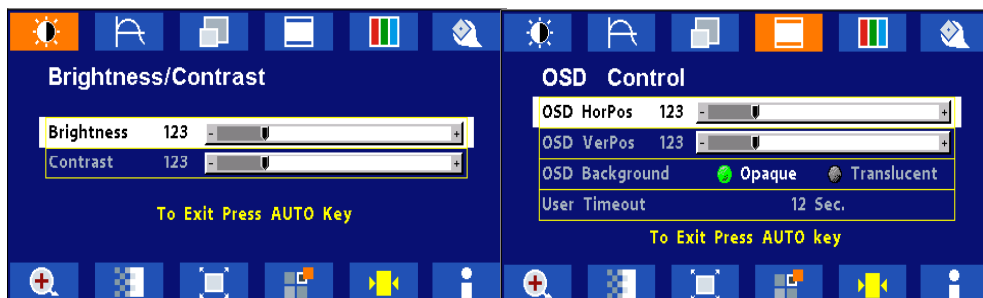 Brightness/Contrast
Brightness 123 - +
Contrast 123 - +
To Exit Press AUTO Key
OSD Control
OSD HorPos 123 - +
OSD VerPos 123 - +
OSD Background Opaque Translucent
User Timeout 12 Sec.
To Exit Press AUTO key